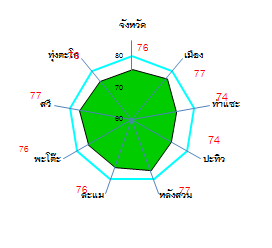 จังหวัด
76
เมือง
77
ท่าแซะ
74
ปะทิว
74
หลังสวน
77
ละแม
76
พะโต๊ะ
76
สวี
77
ทุ่งตะโก
80
70
60